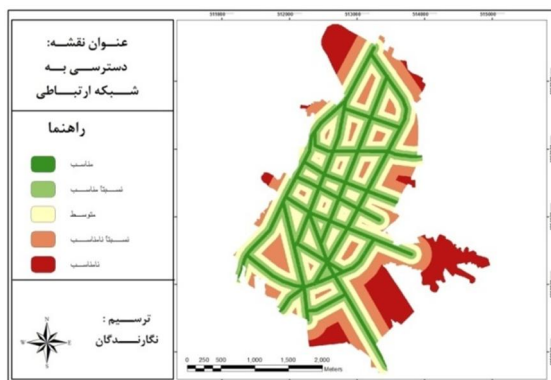 عنوان نقشه:
دسترسی به
شبکه ارتباطی
راهنما
مناسب
نسبتاً مناسب
متوسط
نسبتاً نامناسب
نامناسب
ترسیم :
نگارندگان
N
W E
S
0 250 500 1,000 1,500 2,000
Meters